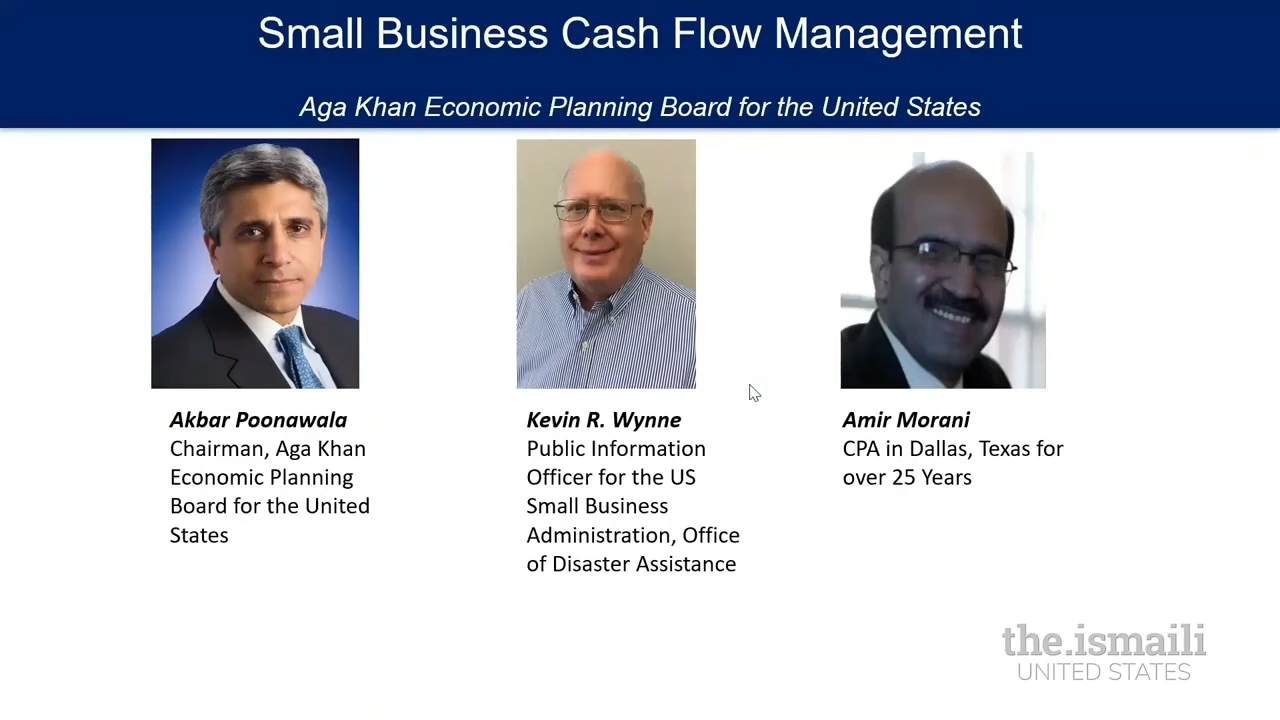 Small Business Cash Flow Management
Aga Khan Economic Planning Board for the United States
Akbar Poonawala
Chairman, Aga Khan
Economic Planning
Board for the United
States
Kevin R. Wynne
Public Information
Officer for the US
Small Business
Administration, Office
of Disaster Assistance
Amir Morani
CPA in Dallas, Texas for
over 25 Years
the.ismaili
UNITED STATES